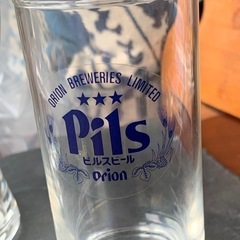 ORION BREWERIES LIMITED
Pils
ピルスビール
Orion